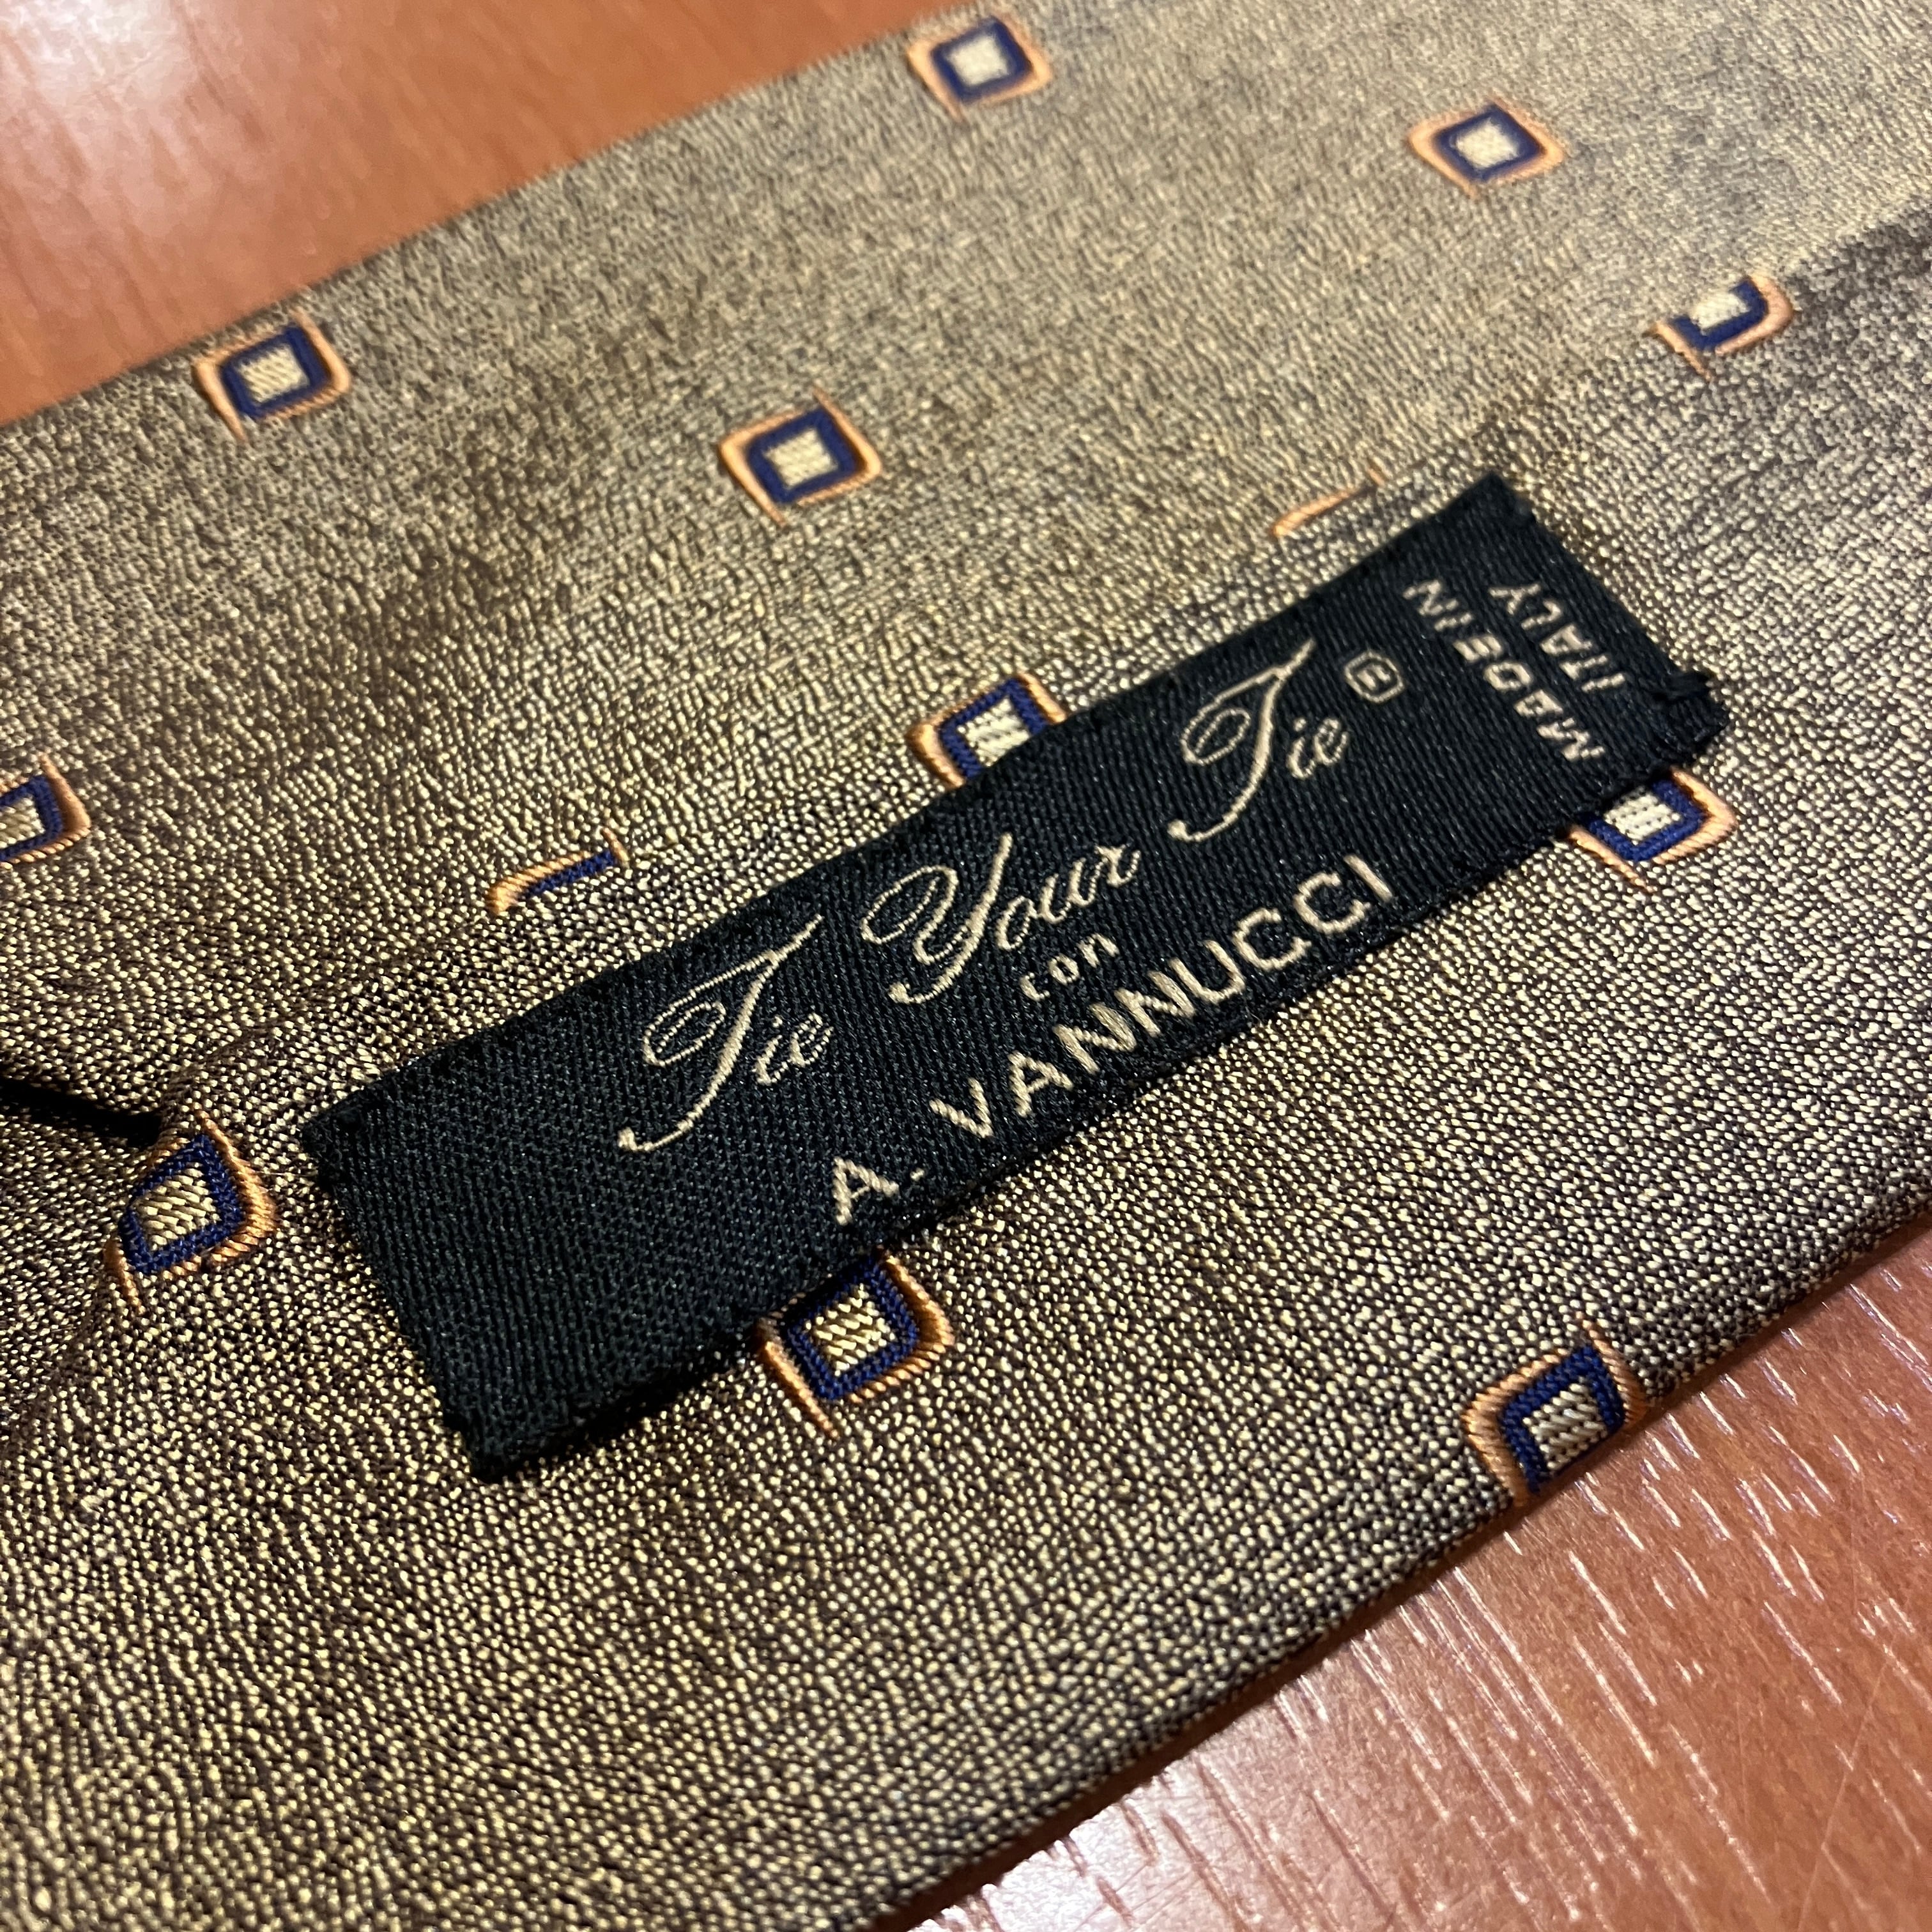 Tie Your Tie ®
con
A. VANNUCCI
MADE IN
ITALY